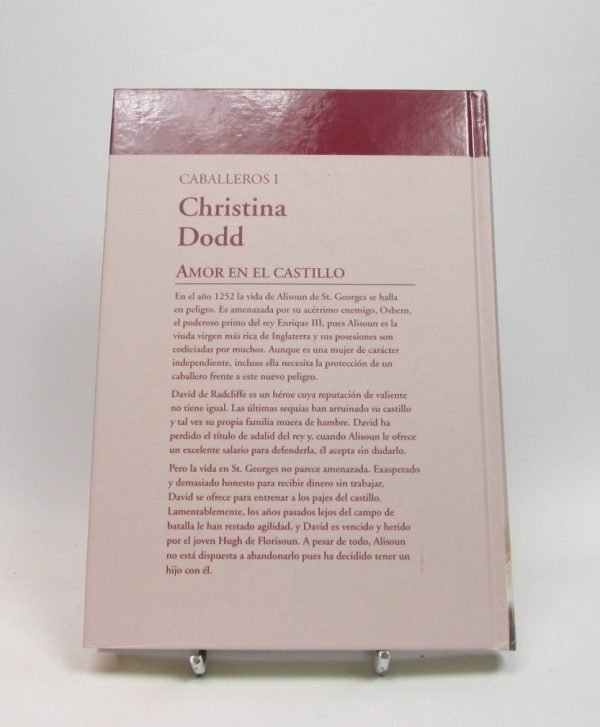 CABALLEROS I
Christina
Dodd
AMOR EN EL CASTILLO
En el año 1252 la vida de Alisoun de St. Georges se halla
en peligro. Es amenazada por su acérrimo enemigo, Osbern,
el poderoso primo del rey Enrique III, pues Alisoun es la
viuda virgen más rica de Inglaterra y sus posesiones son
codiciadas por muchos. Aunque es una mujer de carácter
independiente, incluso ella necesita la protección de un
caballero frente a este nuevo peligro.
David de Radcliffe es un héroe cuya reputación de valiente
no tiene igual. Las últimas sequías han arruinado su castillo
y tal vez su propia familia muera de hambre. David ha
perdido el título de adalid del rey y, cuando Alisoun le ofrece
un excelente salario para defenderla, él acepta sin dudarlo.
Pero la vida en St. Georges no parece amenazada. Exasperado
y demasiado honesto para recibir dinero sin trabajar,
David se ofrece para entrenar a los pajes del castillo.
Lamentablemente, los años pasados lejos del campo de
batalla le han restado agilidad, y David es vencido y herido
por el joven Hugh de Florisoun. A pesar de todo, Alisoun
no está dispuesta a abandonarlo pues ha decidido tener un
hijo con él.